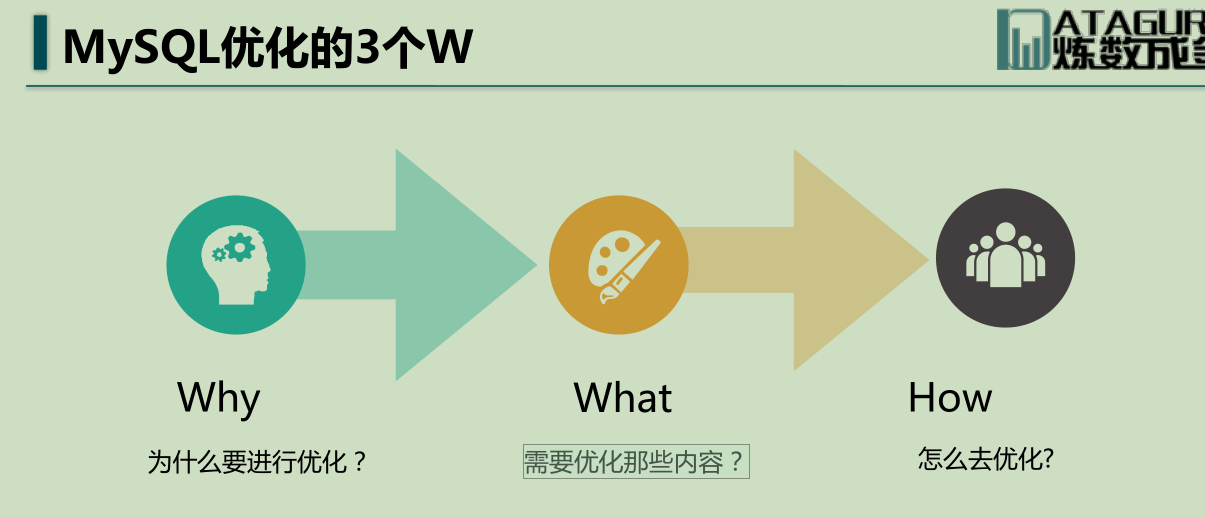 MySQL优化的3个W
ATAGUR
炼数成金
Why
What
How
为什么要进行优化？
需要优化那些内容？
怎么去优化?